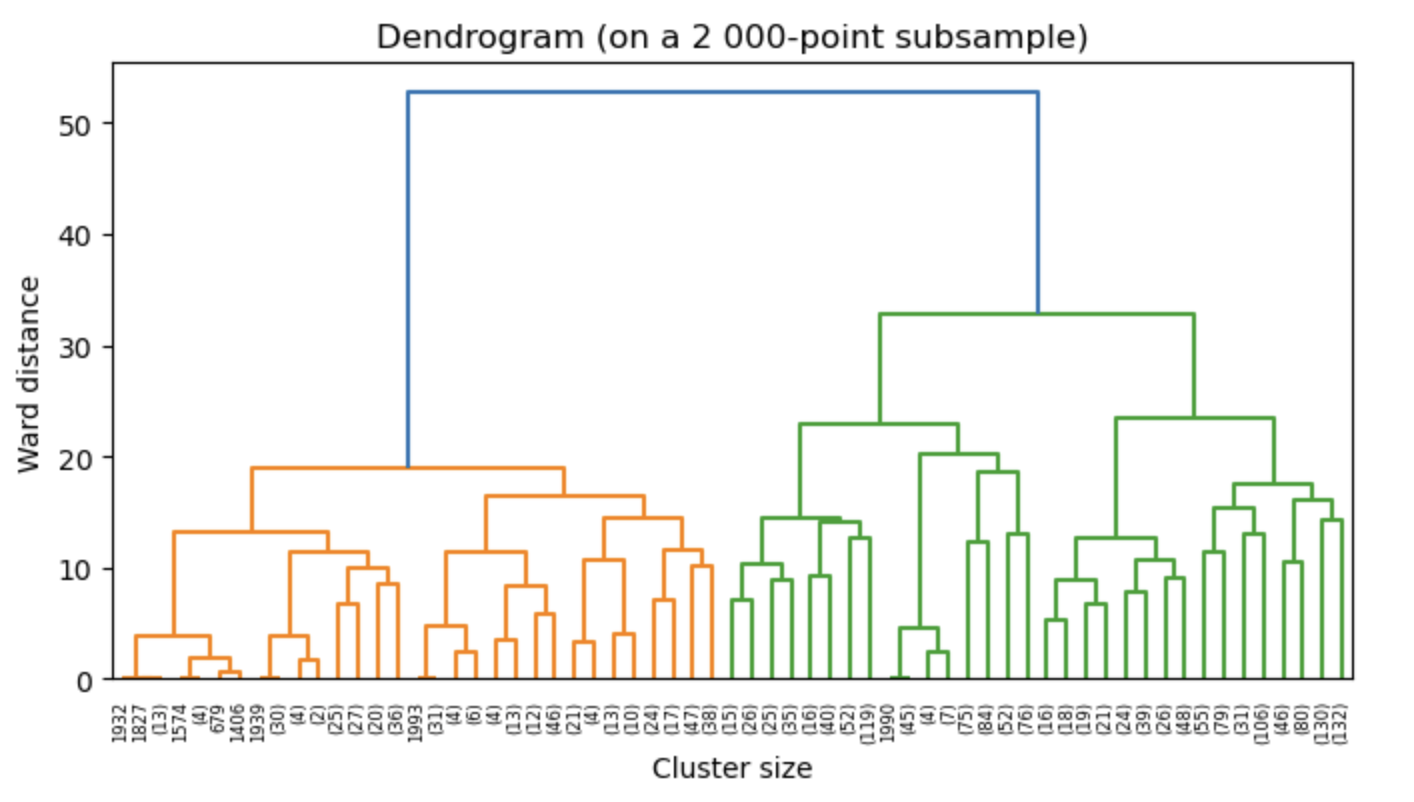 Dendrogram (on a 2 000-point subsample)
Ward distance
50
40
30
20
10
0
1932 1827 (13) 1574 (4) 679 1406 1939 (30) (4) (2) (25) (27) (20) (36) 1993 (31) (4) (6) (4) (13) (12) (46) (21) (4) (13) (10) (24) (17) (47) (38) (15) (26) (25) (35) (16) (40) (52) (119) 1990 (45) (4) (7) (75) (84) (52) (76) (16) (18) (19) (21) (24) (39) (26) (48) (55) (79) (31) (106) (46) (80) (130) (132)
Cluster size